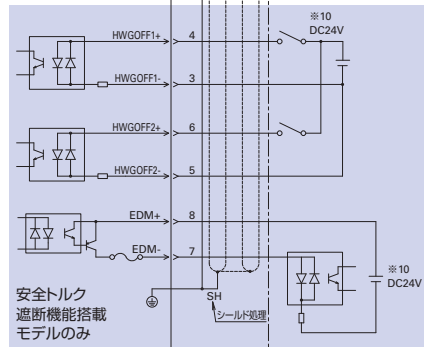 ※10
DC24V
HWGOFF1+ 4
HWGOFF1- 3
HWGOFF2+ 6
HWGOFF2- 5
EDM+ 8
EDM- 7
※10
DC24V
SH
シールド処理
安全トルク
遮断機能搭載
モデルのみ